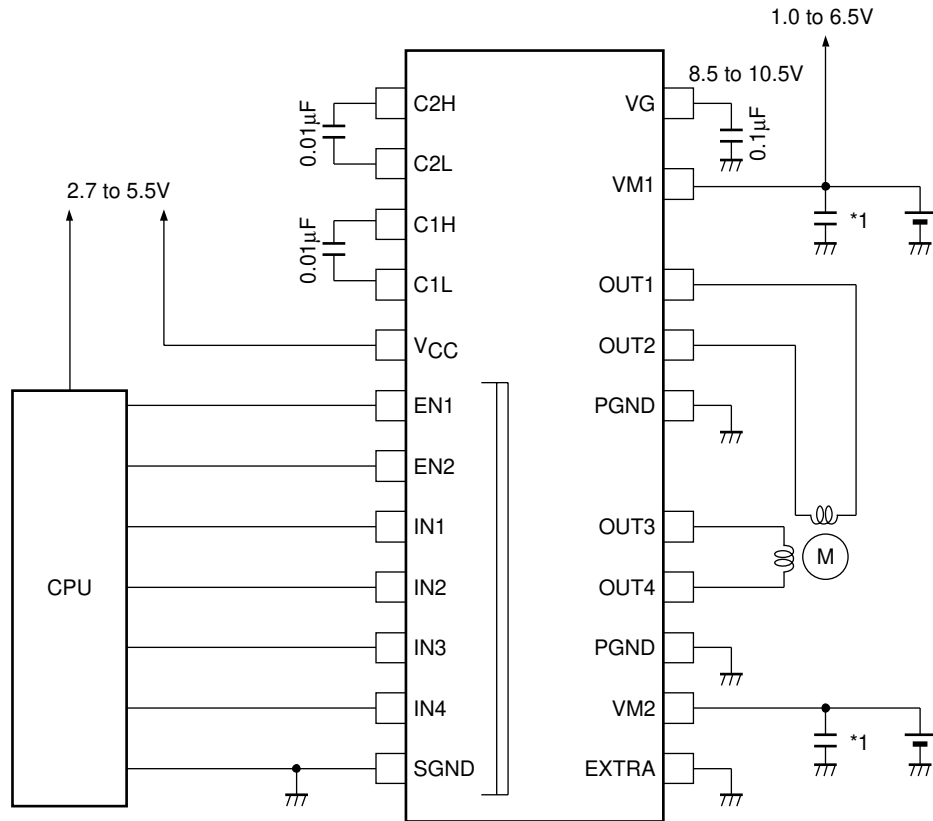 1.0 to 6.5V
8.5 to 10.5V
C2H
VG
0.01µF
0.1µF
C2L
VM1
2.7 to 5.5V
C1H
*1
0.01µF
C1L
OUT1
VCC
OUT2
EN1
PGND
EN2
IN1
OUT3
M
CPU
IN2
OUT4
IN3
PGND
IN4
VM2
*1
SGND
EXTRA